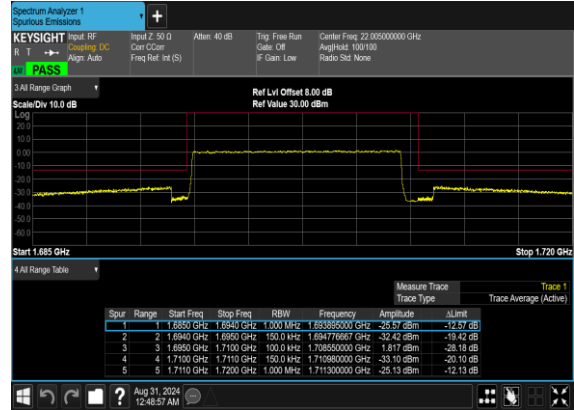 Spectrum Analyzer 1
Spurious Emissions
+
KEYSIGHT Input: RF Input Z: 50 Ω Atten: 40 dB Trig: Free Run Center Freq: 22.005000000 GHz
R T Coupling: DC Corr CCorr Gate: Off Avg|Hold: 100/100
Align: Auto Freq Ref: Int (S) IF Gain: Low Radio Std: None
PASS
3 All Range Graph
Ref Lvl Offset 8.00 dB
Scale/Div 10.0 dB Ref Value 30.00 dBm
Log
20.0
10.0
0.00
-10.0
-20.0
-30.0
-40.0
-50.0
-60.0
Start 1.685 GHz Stop 1.720 GHz
4 All Range Table
Measure Trace Trace 1
Trace Type Trace Average (Active)
Spur Range Start Freq Stop Freq RBW Frequency Amplitude ΔLimit
1 1 1.6850 GHz 1.6940 GHz 1.000 MHz 1.693895000 GHz -25.57 dBm -12.57 dB
2 2 1.6940 GHz 1.6950 GHz 150.0 kHz 1.694776667 GHz -32.42 dBm -19.42 dB
3 3 1.6950 GHz 1.7100 GHz 100.0 kHz 1.708550000 GHz 1.817 dBm -28.18 dB
4 4 1.7100 GHz 1.7110 GHz 150.0 kHz 1.710980000 GHz -33.10 dBm -20.10 dB
5 5 1.7110 GHz 1.7200 GHz 1.000 MHz 1.711300000 GHz -25.13 dBm -12.13 dB
?
Aug 31, 2024
12:48:57 AM